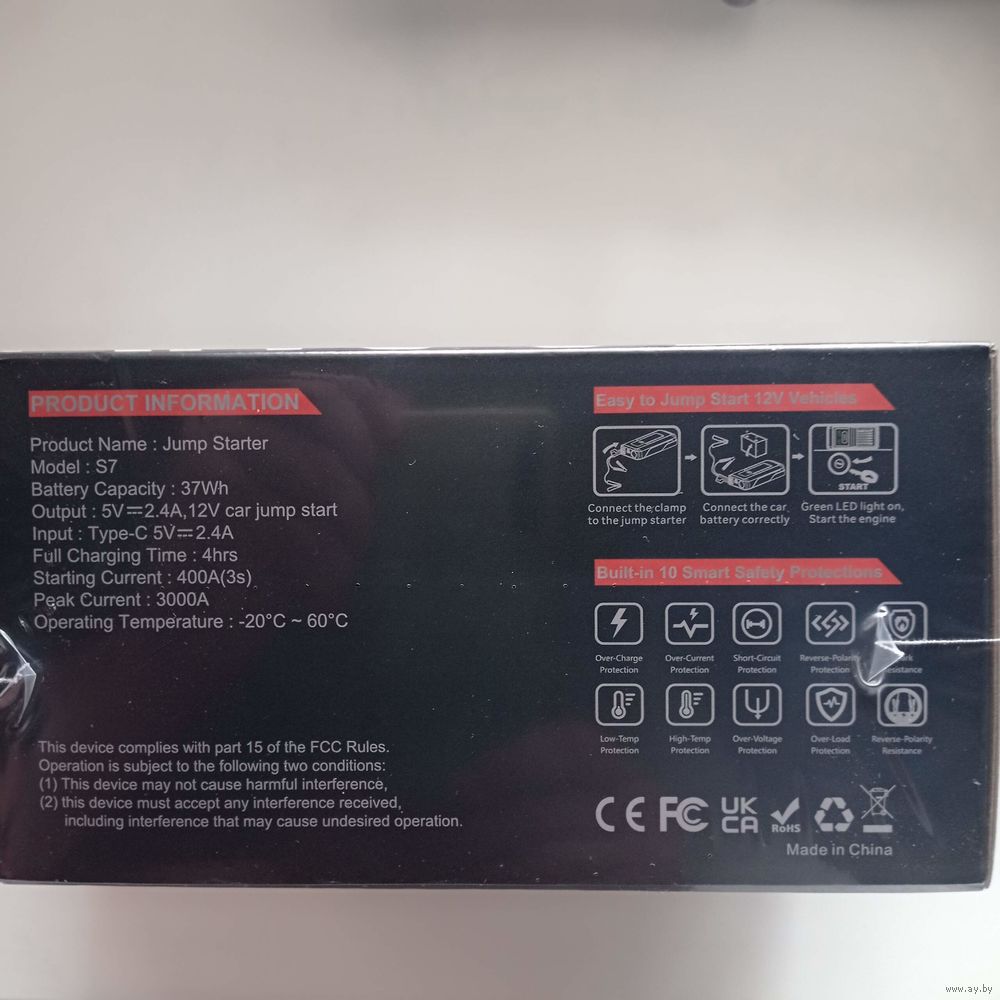 PRODUCT INFORMATION
Product Name : Jump Starter
Model : S7
Battery Capacity : 37Wh
Output : 5V⎓2.4A,12V car jump start
Input : Type-C 5V⎓2.4A
Full Charging Time : 4hrs
Starting Current : 400A(3s)
Peak Current : 3000A
Operating Temperature : -20°C ~ 60°C
This device complies with part 15 of the FCC Rules.
Operation is subject to the following two conditions:
(1) This device may not cause harmful interference,
(2) this device must accept any interference received,
including interference that may cause undesired operation.
Easy to Jump Start 12V Vehicles
START
Connect the clamp
to the jump starter
Connect the car
battery correctly
Green LED light on,
Start the engine
Built-in 10 Smart Safety Protections
Over-Charge
Protection
Over-Current
Protection
Short-Circuit
Protection
Reverse-Polarity
Protection
Resistance
Low-Temp
Protection
High-Temp
Protection
Over-Voltage
Protection
Over-Load
Protection
Reverse-Polarity
Resistance
CE FC UK
CA
RoHS
Made in China
www.ay.by